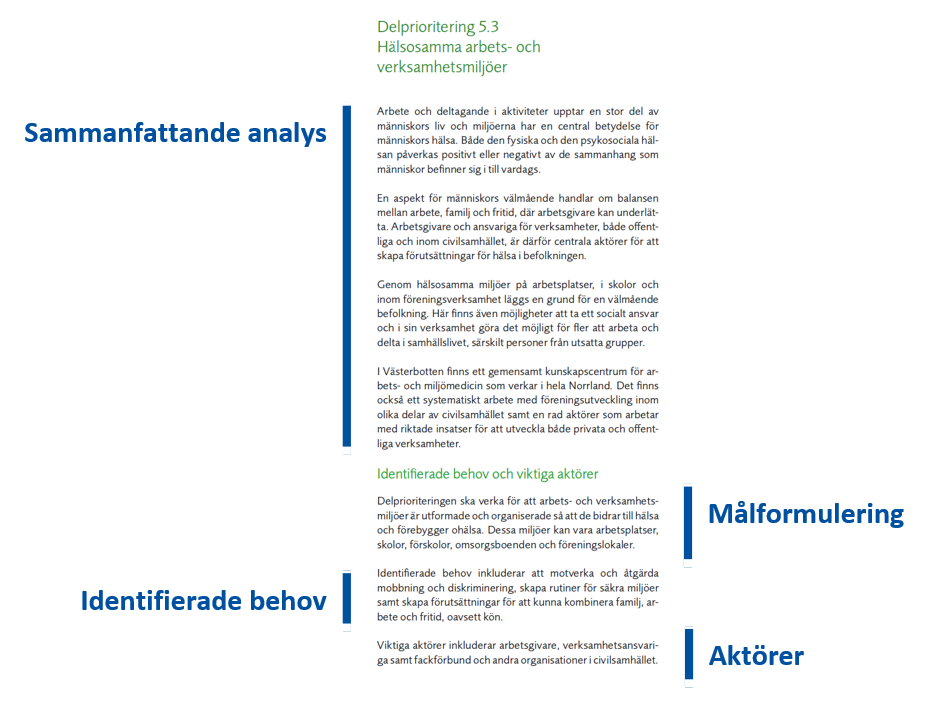 Delprioritering 5.3
Hälsosamma arbets- och
verksamhetsmiljöer
Sammanfattande analys
Arbete och deltagande i aktiviteter upptar en stor del av
människors liv och miljöerna har en central betydelse för
människors hälsa. Både den fysiska och den psykosociala häl-
san påverkas positivt eller negativt av de sammanhang som
människor befinner sig i till vardags.
En aspekt för människors välmående handlar om balansen
mellan arbete, familj och fritid, där arbetsgivare kan underlät-
ta. Arbetsgivare och ansvariga för verksamheter, både offent-
liga och inom civilsamhället, är därför centrala aktörer för att
skapa förutsättningar för hälsa i befolkningen.
Genom hälsosamma miljöer på arbetsplatser, i skolor och
inom föreningsverksamhet läggs en grund för en välmående
befolkning. Här finns även möjligheter att ta ett socialt ansvar
och i sin verksamhet göra det möjligt för fler att arbeta och
delta i samhällslivet, särskilt personer från utsatta grupper.
I Västerbotten finns ett gemensamt kunskapscentrum för ar-
bets- och miljömedicin som verkar i hela Norrland. Det finns
också ett systematiskt arbete med föreningsutveckling inom
olika delar av civilsamhället samt en rad aktörer som arbetar
med riktade insatser för att utveckla både privata och offent-
liga verksamheter.
Identifierade behov och viktiga aktörer
Delprioriteringen ska verka för att arbets- och verksamhets-
miljöer är utformade och organiserade så att de bidrar till hälsa
och förebygger ohälsa. Dessa miljöer kan vara arbetsplatser,
skolor, förskolor, omsorgsboenden och föreningslokaler.
Målformulering
Identifierade behov inkluderar att motverka och åtgärda
mobbning och diskriminering, skapa rutiner för säkra miljöer
samt skapa förutsättningar för att kunna kombinera familj, ar-
bete och fritid, oavsett kön.
Identifierade behov
Viktiga aktörer inkluderar arbetsgivare, verksamhetsansvari-
ga samt fackförbund och andra organisationer i civilsamhället.
Aktörer